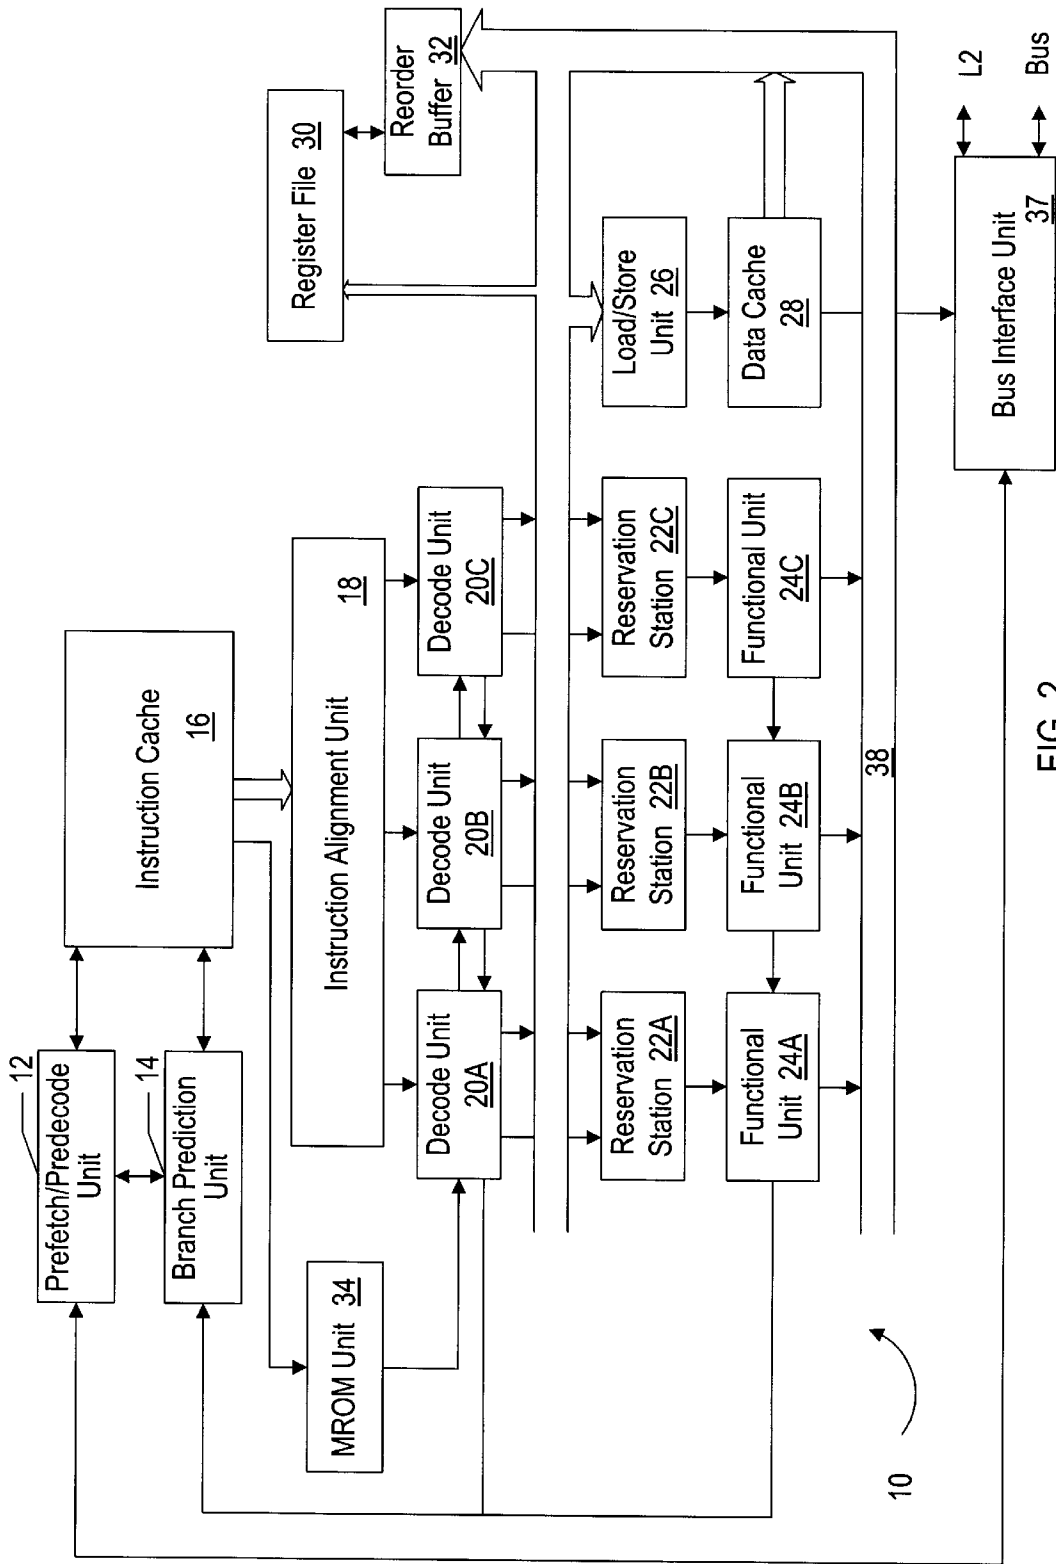 Prefetch/Predecode
Unit
12
Branch Prediction
Unit
14
Instruction Cache
16
Register File 30
Reorder
Buffer 32
MROM Unit 34
Instruction Alignment Unit
18
Decode Unit
20A
Decode Unit
20B
Decode Unit
20C
Reservation
Station 22A
Reservation
Station 22B
Reservation
Station 22C
Load/Store
Unit 26
Functional
Unit 24A
Functional
Unit 24B
Functional Unit
24C
Data Cache
28
38
10
Bus Interface Unit
37
L2
Bus
FIG. 2